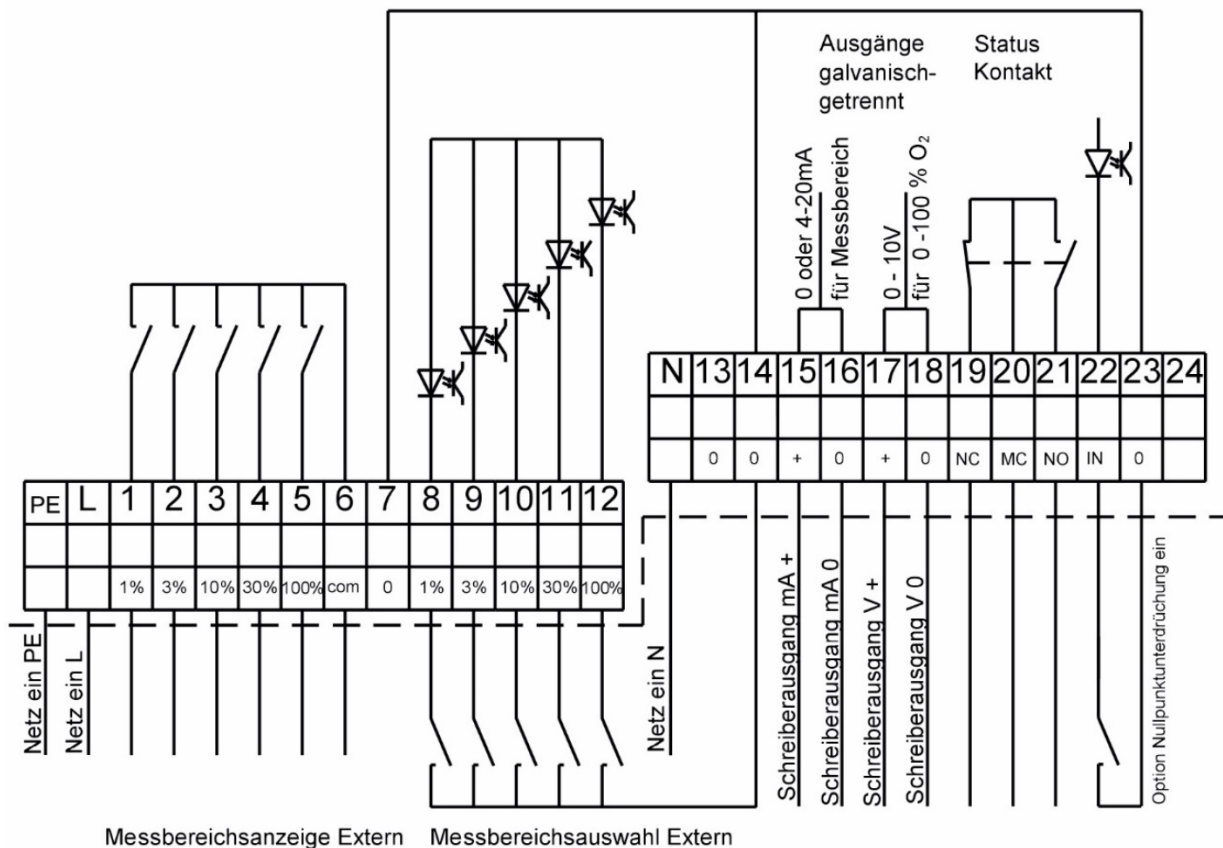 Ausgänge
galvanisch-
getrennt
Status
Kontakt
0 oder 4-20mA
für Messbereich
0 - 10V
für 0 -100 % O₂
N 13 14 15 16 17 18 19 20 21 22 23 24
0 0 + 0 + 0 NC MC NO IN 0
PE L 1 2 3 4 5 6 7 8 9 10 11 12
1% 3% 10% 30% 100% com 0 1% 3% 10% 30% 100%
Netz ein PE
Netz ein L
Netz ein N
Schreiberausgang mA +
Schreiberausgang mA 0
Schreiberausgang V +
Schreiberausgang V 0
Option Nullpunktunterdrüchung ein
Messbereichsanzeige Extern
Messbereichsauswahl Extern